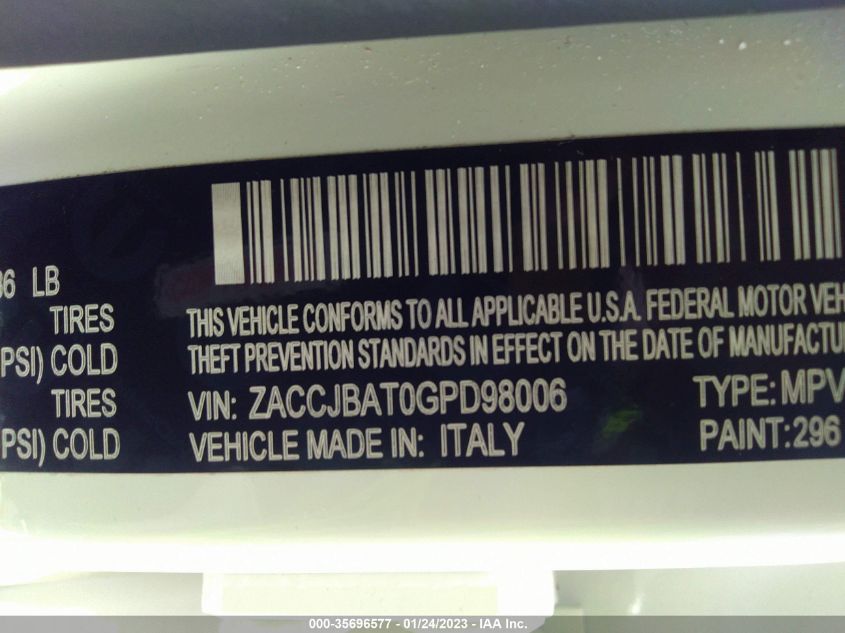 36 LB
TIRES
PSI) COLD
TIRES
PSI) COLD
THIS VEHICLE CONFORMS TO ALL APPLICABLE U.S.A. FEDERAL MOTOR VEH
THEFT PREVENTION STANDARDS IN EFFECT ON THE DATE OF MANUFACTUR
VIN: ZACCJBAT0GPD98006 TYPE: MPV
VEHICLE MADE IN: ITALY PAINT: 296
000-35696577 - 01/24/2023 - IAA Inc.